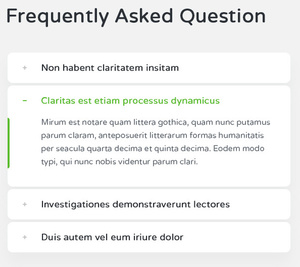 Frequently Asked Question
+ Non habent claritatem insitam
− Claritas est etiam processus dynamicus
Mirum est notare quam littera gothica, quam nunc putamus
parum claram, anteposuerit litterarum formas humanitatis
per seacula quarta decima et quinta decima. Eodem modo
typi, qui nunc nobis videntur parum clari.
+ Investigationes demonstraverunt lectores
+ Duis autem vel eum iriure dolor